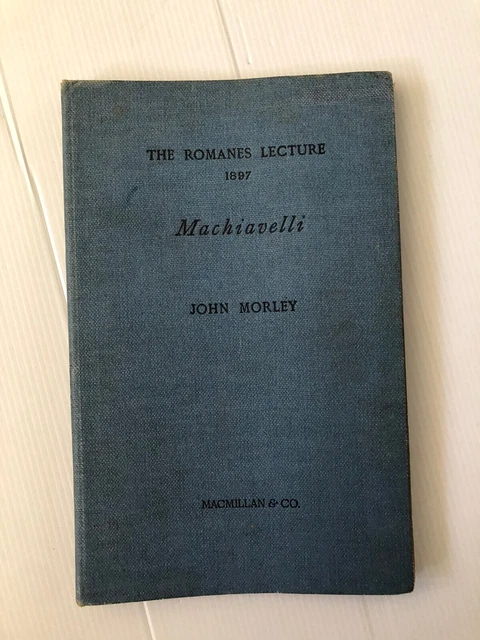 THE ROMANES LECTURE
1897
Machiavelli
JOHN MORLEY
MACMILLAN & CO.